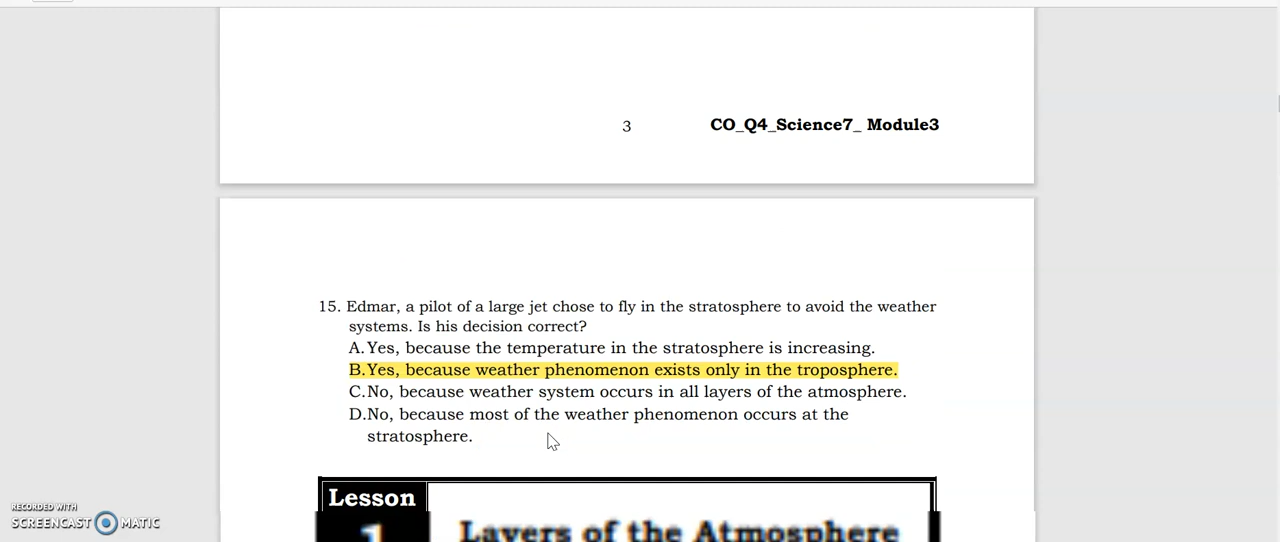 3 CO_Q4_Science7_ Module3
15. Edmar, a pilot of a large jet chose to fly in the stratosphere to avoid the weather
systems. Is his decision correct?
A. Yes, because the temperature in the stratosphere is increasing.
B. Yes, because weather phenomenon exists only in the troposphere.
C. No, because weather system occurs in all layers of the atmosphere.
D. No, because most of the weather phenomenon occurs at the
stratosphere.
Lesson
1 Layers of the Atmosphere
RECORDED WITH
SCREENCAST MATIC